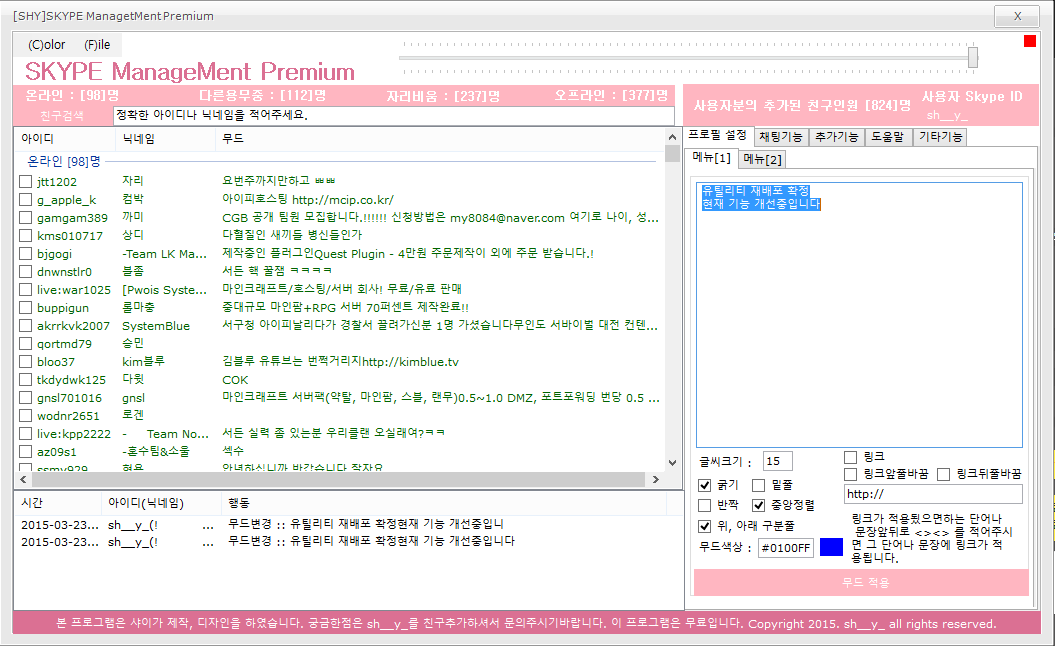 [SHY]SKYPE ManagetMent Premium
X
(C)olor (F)ile
SKYPE ManageMent Premium
온라인 : [98]명 다른용무중 : [112]명 자리비움 : [237]명 오프라인 : [377]명
친구검색 정확한 아이디나 닉네임을 적어주세요.
사용자분의 추가된 친구인원 [824]명 사용자 Skype ID
sh__y_
아이디 닉네임 무드
온라인 [98]명
jtt1202 자리 요번주까지만하고 ㅃㅃ
g_apple_k 컴박 아이피호스팅 http://mcip.co.kr/
gamgam389 까미 CGB 공개 팀원 모집합니다.!!!!!! 신청방법은 my8084@naver.com 여기로 나이, 성...
kms010717 상디 다혈질인 새끼들 병신들인가
bjgogi -Team LK Ma... 제작중인 플러그인Quest Plugin - 4만원 주문제작이 외에 주문 받습니다.!
dnwnstlr0 블좀 서든 핵 꿀잼 ㅋㅋㅋㅋ
live:war1025 [Pwois Syste... 마인크래프트/호스팅/서버 회사! 무료/유료 판매
buppigun 롤마충 중대규모 마인팜+RPG 서버 70퍼센트 제작완료!!
akrrkvk2007 SystemBlue 서구청 아이피날리다가 경찰서 끌려가신분 1명 가셨습니다무인도 서바이벌 대전 컨텐...
qortmd79 승민
bloo37 kim블루 김블루 유튜브는 번쩍거리지http://kimblue.tv
tkdydwk125 다윗 COK
gnsl701016 gnsl 마인크래프트 서버팩(약탈, 마인팜, 스블, 랜무)0.5~1.0 DMZ, 포트포워딩 번당 0.5 ...
wodnr2651 로겐
live:kpp2222 - Team No... 서든 실력 좀 있는분 우리클랜 오실래여?ㅋㅋ
az09s1 -혼수팀&소울 섹수
ssmy929 현욱 안녕하십니까 반갑습니다 잘자요
시간 아이디(닉네임) 행동
2015-03-23... sh__y_(! ... 무드변경 :: 유틸리티 재배포 확정현재 기능 개선중입니
2015-03-23... sh__y_(! ... 무드변경 :: 유틸리티 재배포 확정현재 기능 개선중입니다
프로필 설정 채팅기능 추가기능 도움말 기타기능
메뉴[1] 메뉴[2]
유틸리티 재배포 확정
현재 기능 개선중입니다
글씨크기 : 15 링크
링크앞줄바꿈 링크뒤줄바꿈
굵기 밑줄
http://
반짝 중앙정렬
위, 아래 구분줄
무드색상 : #0100FF
링크가 적용됬으면하는 단어나
문장앞뒤로 <><> 를 적어주시
면 그 단어나 문장에 링크가 적
용됩니다.
무드 적용
본 프로그램은 샤이가 제작, 디자인을 하였습니다. 궁금한점은 sh__y_를 친구추가하셔서 문의주시기바랍니다. 이 프로그램은 무료입니다. Copyright 2015. sh__y_ all rights reserved.